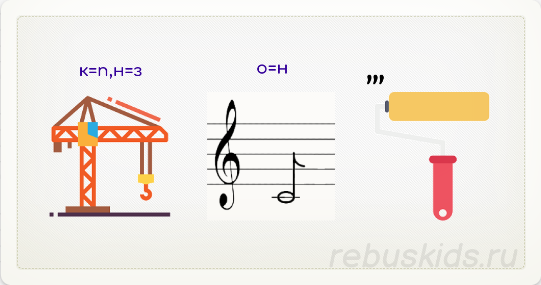 к=п,н=з
о=н
,,,
rebuskids.ru